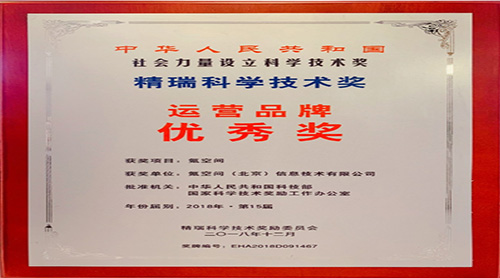 中华人民共和国
社会力量设立科学技术奖
精瑞科学技术奖
运营品牌
优秀奖
获奖项目：氪空间
获奖单位：氪空间（北京）信息技术有限公司
批准机关：中华人民共和国科技部
国家科学技术奖励工作办公室
年份届别：2018年·第15届
精瑞科学技术奖励委员会
二〇一八年十二月
奖牌编号：EHA2018D091467